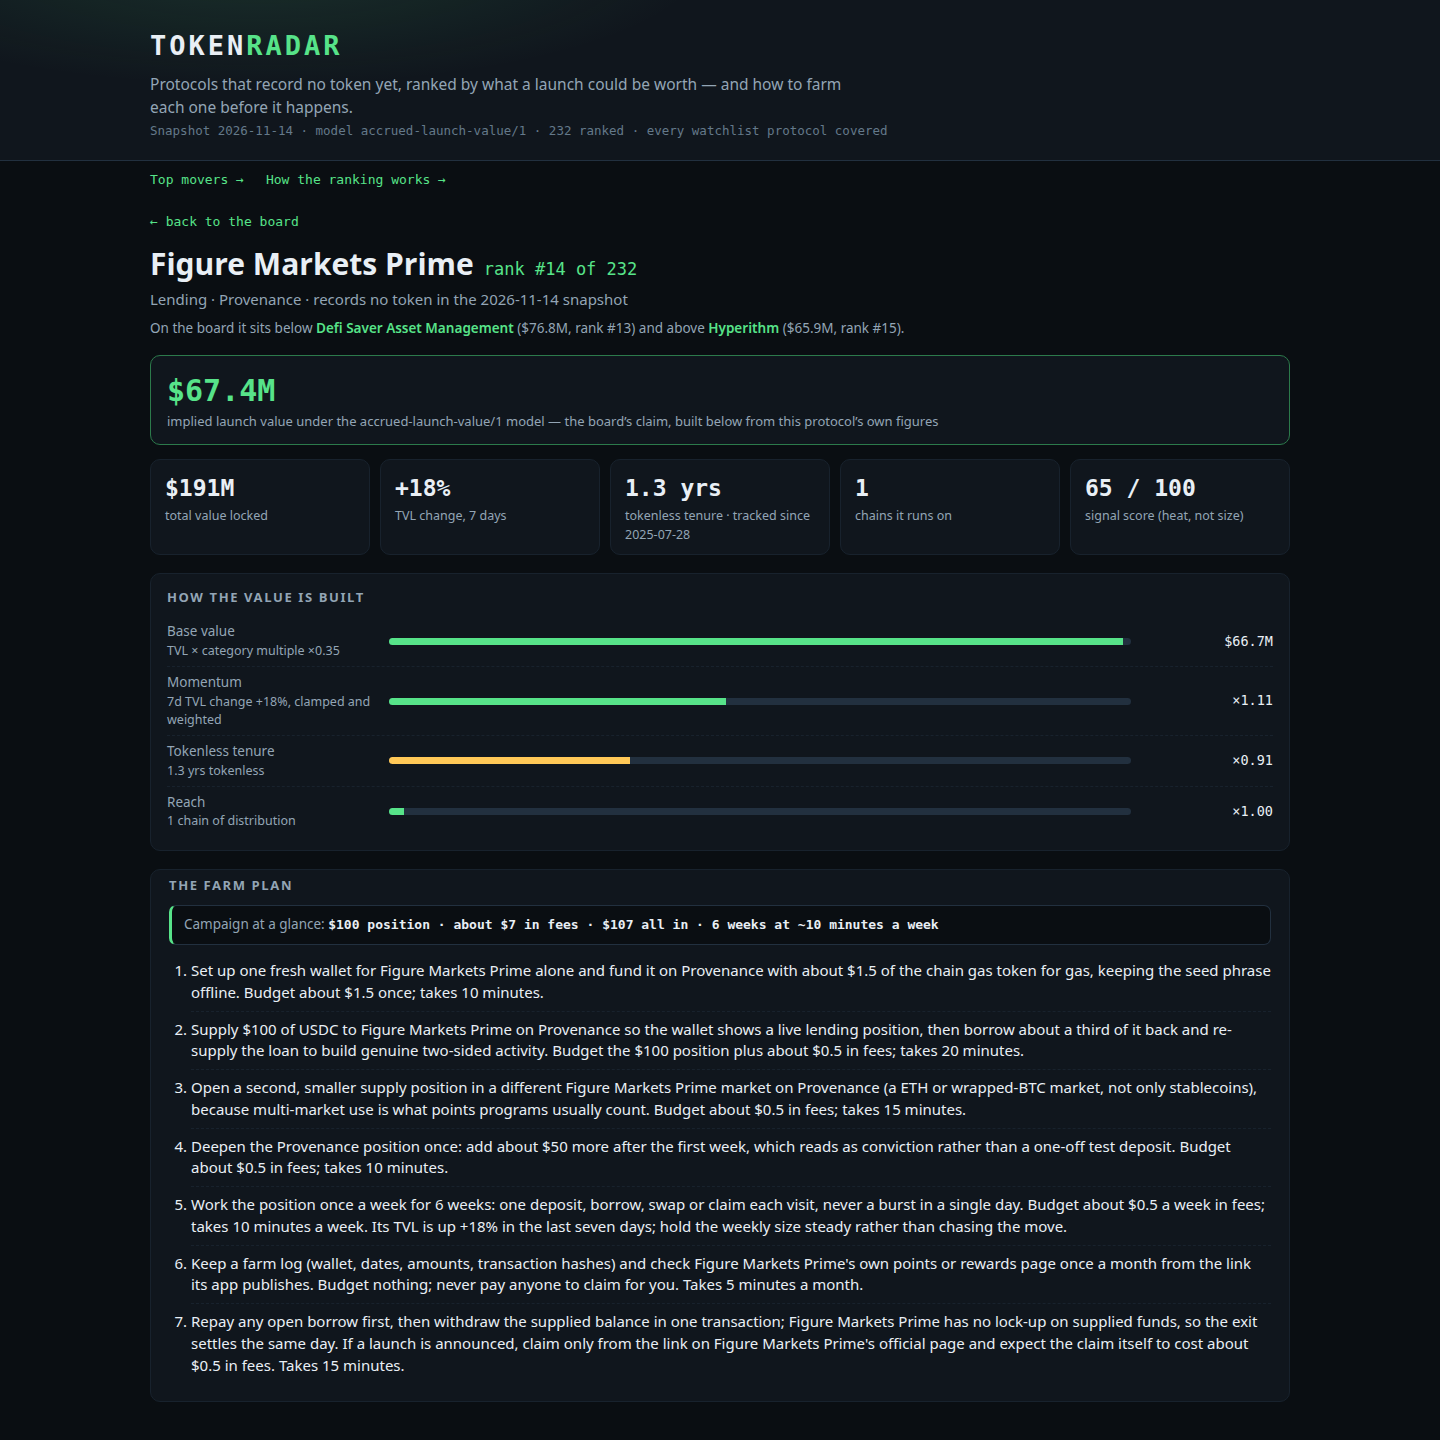 TOKENRADAR
Protocols that record no token yet, ranked by what a launch could be worth — and how to farm
each one before it happens.
Snapshot 2026-11-14 · model accrued-launch-value/1 · 232 ranked · every watchlist protocol covered
Top movers → How the ranking works →
← back to the board
Figure Markets Prime rank #14 of 232
Lending · Provenance · records no token in the 2026-11-14 snapshot
On the board it sits below Defi Saver Asset Management ($76.8M, rank #13) and above Hyperithm ($65.9M, rank #15).
$67.4M
implied launch value under the accrued-launch-value/1 model — the board’s claim, built below from this protocol’s own figures
$191M
total value locked
+18%
TVL change, 7 days
1.3 yrs
tokenless tenure · tracked since
2025-07-28
1
chains it runs on
65 / 100
signal score (heat, not size)
HOW THE VALUE IS BUILT
Base value
TVL × category multiple ×0.35
$66.7M
Momentum
7d TVL change +18%, clamped and
weighted
×1.11
Tokenless tenure
1.3 yrs tokenless
×0.91
Reach
1 chain of distribution
×1.00
THE FARM PLAN
Campaign at a glance: $100 position · about $7 in fees · $107 all in · 6 weeks at ~10 minutes a week
1. Set up one fresh wallet for Figure Markets Prime alone and fund it on Provenance with about $1.5 of the chain gas token for gas, keeping the seed phrase
offline. Budget about $1.5 once; takes 10 minutes.
2. Supply $100 of USDC to Figure Markets Prime on Provenance so the wallet shows a live lending position, then borrow about a third of it back and re-
supply the loan to build genuine two-sided activity. Budget the $100 position plus about $0.5 in fees; takes 20 minutes.
3. Open a second, smaller supply position in a different Figure Markets Prime market on Provenance (a ETH or wrapped-BTC market, not only stablecoins),
because multi-market use is what points programs usually count. Budget about $0.5 in fees; takes 15 minutes.
4. Deepen the Provenance position once: add about $50 more after the first week, which reads as conviction rather than a one-off test deposit. Budget
about $0.5 in fees; takes 10 minutes.
5. Work the position once a week for 6 weeks: one deposit, borrow, swap or claim each visit, never a burst in a single day. Budget about $0.5 a week in fees;
takes 10 minutes a week. Its TVL is up +18% in the last seven days; hold the weekly size steady rather than chasing the move.
6. Keep a farm log (wallet, dates, amounts, transaction hashes) and check Figure Markets Prime's own points or rewards page once a month from the link
its app publishes. Budget nothing; never pay anyone to claim for you. Takes 5 minutes a month.
7. Repay any open borrow first, then withdraw the supplied balance in one transaction; Figure Markets Prime has no lock-up on supplied funds, so the exit
settles the same day. If a launch is announced, claim only from the link on Figure Markets Prime's official page and expect the claim itself to cost about
$0.5 in fees. Takes 15 minutes.